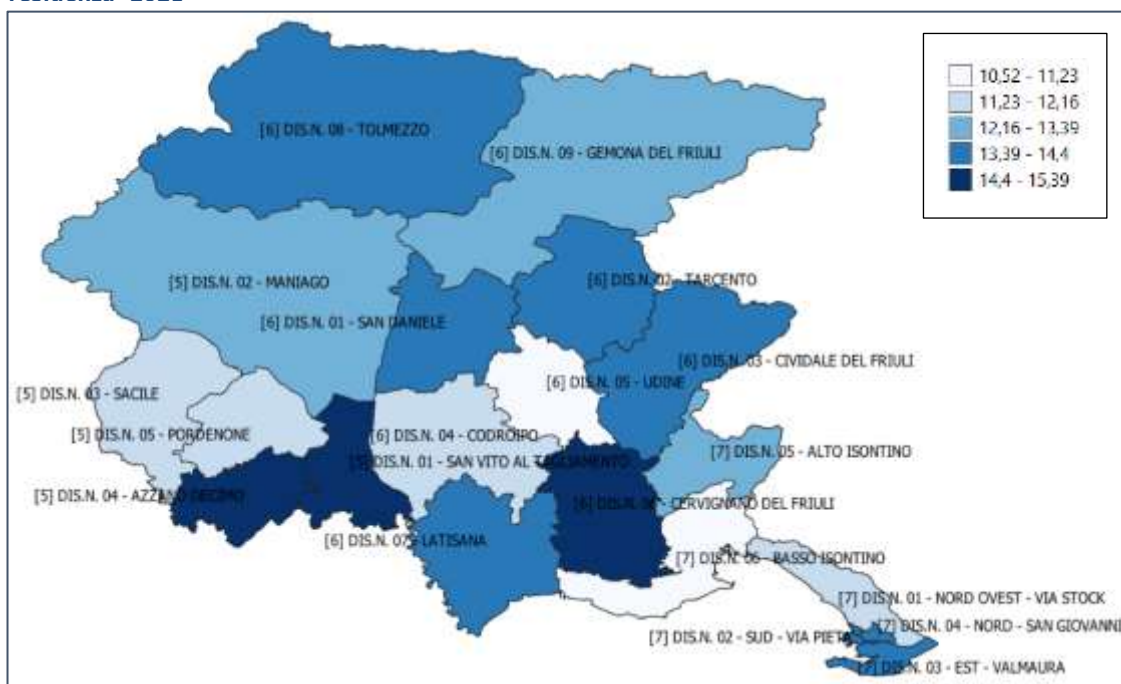 10,52 - 11,23
11,23 - 12,16
12,16 - 13,39
13,39 - 14,4
14,4 - 15,39
[6] DIS.N. 08 - TOLMEZZO
[6] DIS.N. 09 - GEMONA DEL FRIULI
[5] DIS.N. 02 - MANIAGO
[6] DIS.N. 02 - TARCENTO
[6] DIS.N. 01 - SAN DANIELE
[6] DIS.N. 03 - CIVIDALE DEL FRIULI
[6] DIS.N. 05 - UDINE
[5] DIS.N. 03 - SACILE
[5] DIS.N. 05 - PORDENONE
[6] DIS.N. 04 - CODROIPO
[7] DIS.N. 05 - ALTO ISONTINO
[5] DIS.N. 01 - SAN VITO AL TAGLIAMENTO
[5] DIS.N. 04 - AZZANO DECIMO
[6] DIS.N. - CERVIGNANO DEL FRIULI
[6] DIS.N. 07 - LATISANA
[7] DIS.N. 06 - BASSO ISONTINO
[7] DIS.N. 01 - NORD OVEST - VIA STOCK
[7] DIS.N. 04 - NORD - SAN GIOVANNI
[7] DIS.N. 02 - SUD - VIA PIETA
[7] DIS.N. 03 - EST - VALMAURA